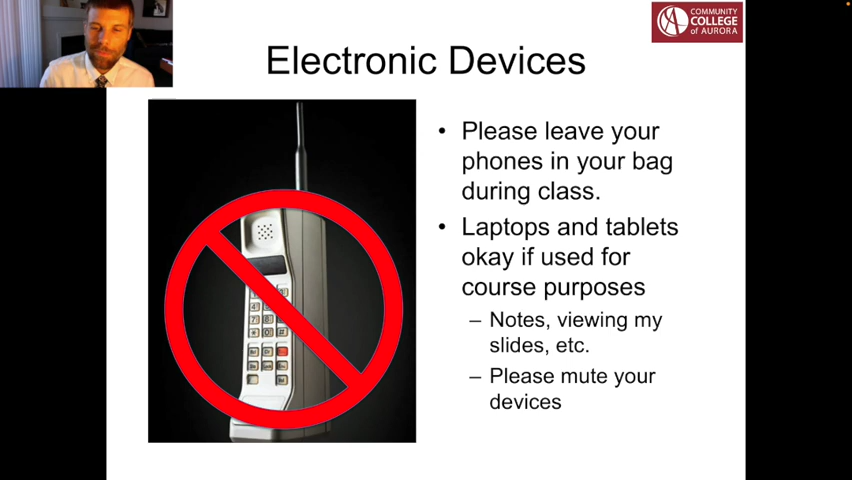 COMMUNITY
COLLEGE
of AURORA
Electronic Devices
• Please leave your
phones in your bag
during class.
• Laptops and tablets
okay if used for
course purposes
– Notes, viewing my
slides, etc.
– Please mute your
devices